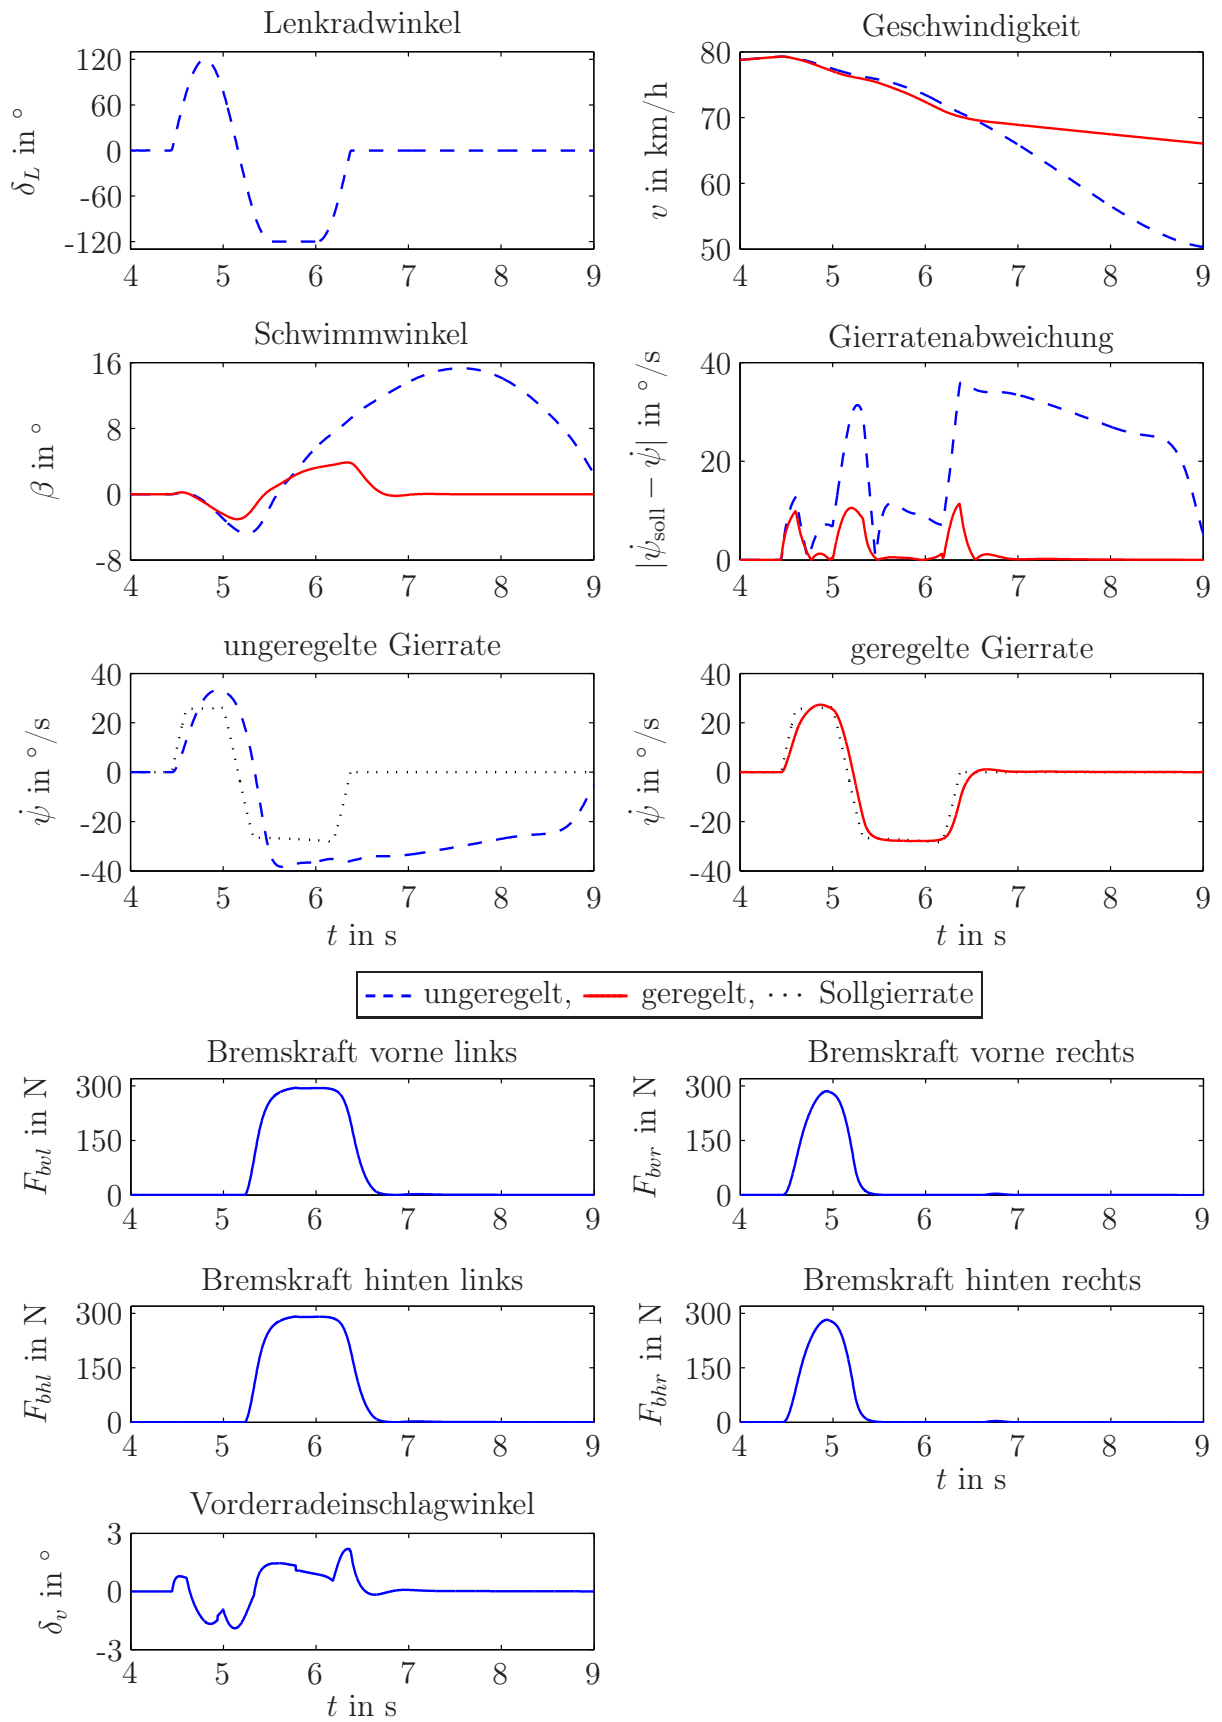 Lenkradwinkel
120
60
0
-60
-120
δ_L in °
4 5 6 7 8 9
Geschwindigkeit
80
70
60
50
v in km/h
4 5 6 7 8 9
Schwimmwinkel
16
8
0
-8
β in °
4 5 6 7 8 9
Gierratenabweichung
40
20
0
|ψ̇_soll − ψ̇| in °/s
4 5 6 7 8 9
ungeregelte Gierrate
40
20
0
-20
-40
ψ̇ in °/s
4 5 6 7 8 9
t in s
geregelte Gierrate
40
20
0
-20
-40
ψ̇ in °/s
4 5 6 7 8 9
t in s
ungeregelt, geregelt, ··· Sollgierrate
Bremskraft vorne links
300
150
0
F_bvl in N
4 5 6 7 8 9
Bremskraft vorne rechts
300
150
0
F_bvr in N
4 5 6 7 8 9
Bremskraft hinten links
300
150
0
F_bhl in N
4 5 6 7 8 9
Bremskraft hinten rechts
300
150
0
F_bhr in N
4 5 6 7 8 9
t in s
Vorderradeinschlagwinkel
3
0
-3
δ_v in °
4 5 6 7 8 9
t in s